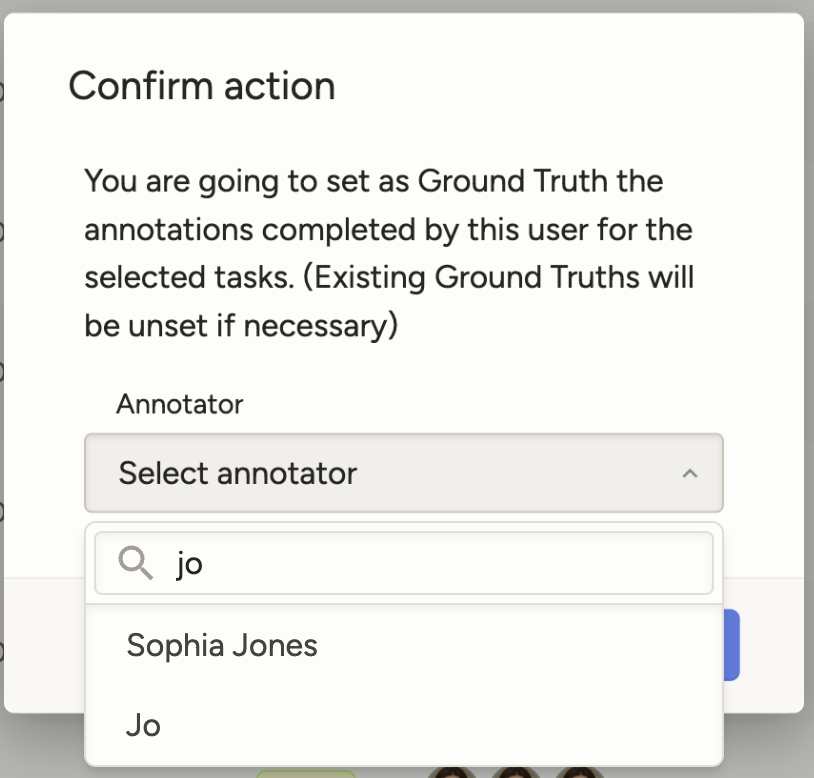 Confirm action
You are going to set as Ground Truth the
annotations completed by this user for the
selected tasks. (Existing Ground Truths will
be unset if necessary)
Annotator
Select annotator
jo
Sophia Jones
Jo